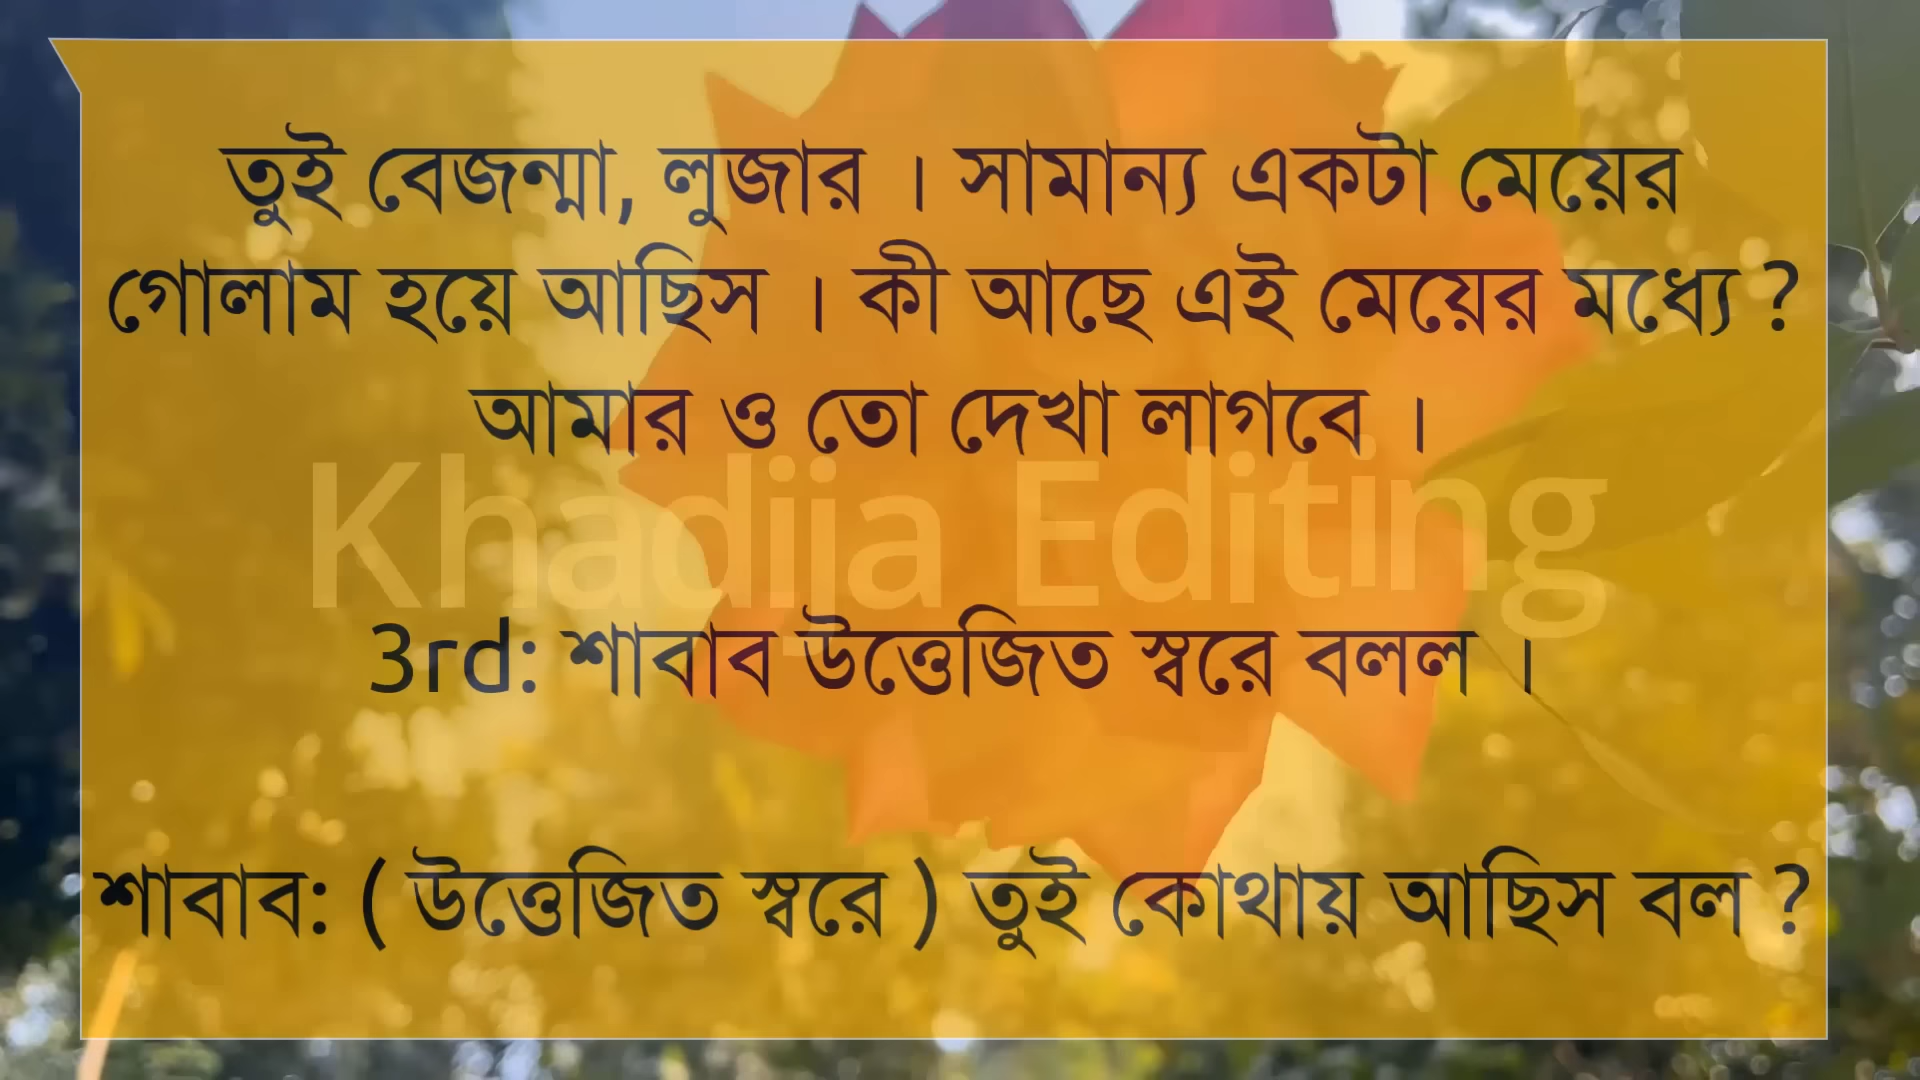 তুই বেজন্মা, লুজার । সামান্য একটা মেয়ের
গোলাম হয়ে আছিস । কী আছে এই মেয়ের মধ্যে ?
আমার ও তো দেখা লাগবে ।
Khadija Editing
3rd: শাবাব উত্তেজিত স্বরে বলল ।
শাবাব: ( উত্তেজিত স্বরে ) তুই কোথায় আছিস বল ?